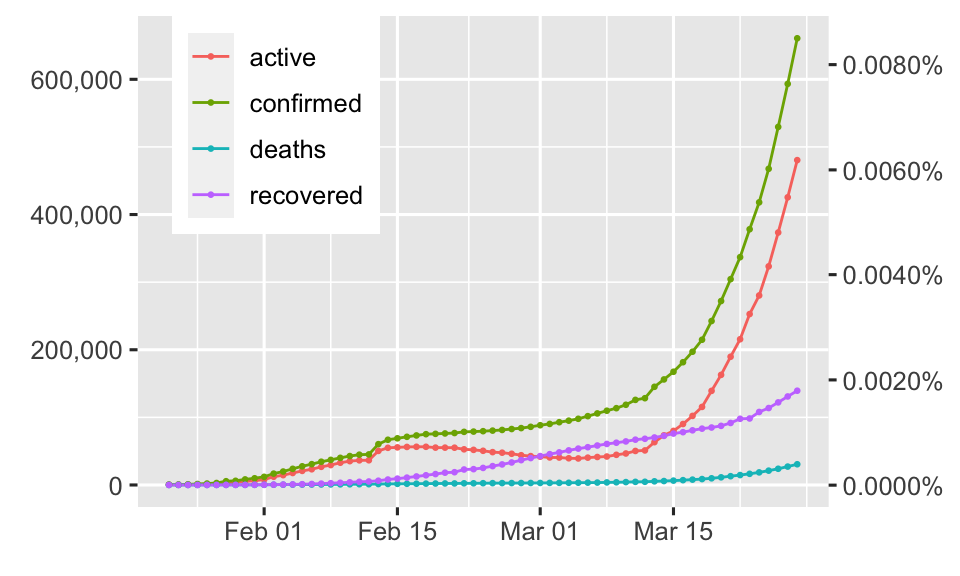 active
confirmed
deaths
recovered
600,000
400,000
200,000
0
0.0080%
0.0060%
0.0040%
0.0020%
0.0000%
Feb 01
Feb 15
Mar 01
Mar 15